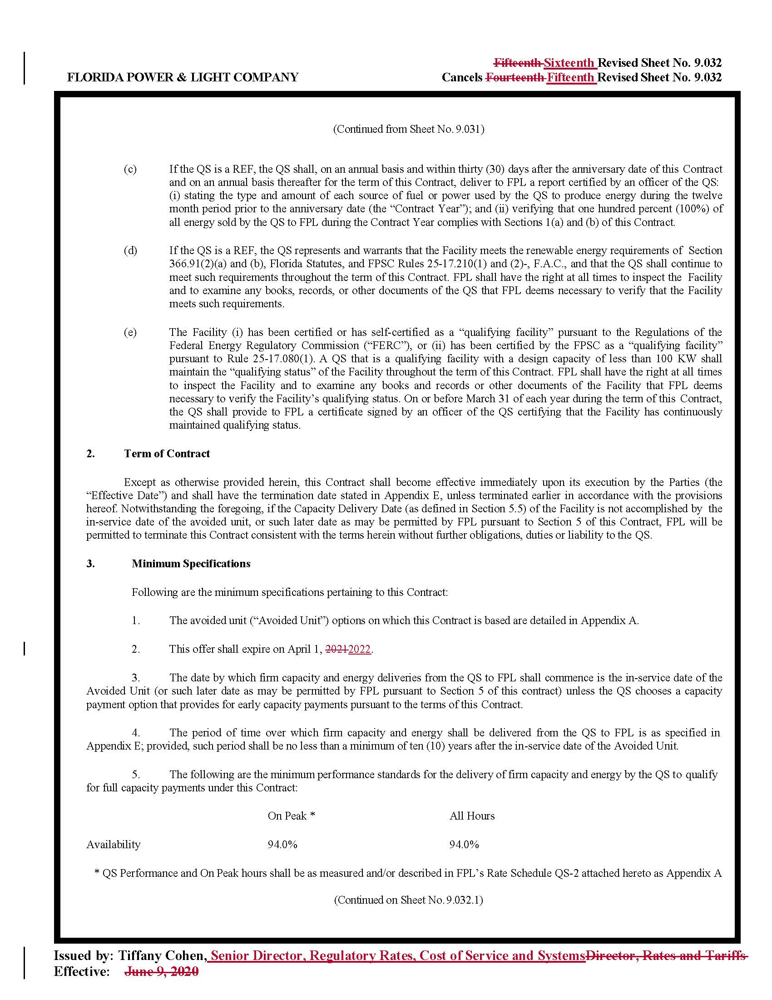 Fifteenth Sixteenth Revised Sheet No. 9.032
FLORIDA POWER & LIGHT COMPANY
Cancels Fourteenth Fifteenth Revised Sheet No. 9.032
(Continued from Sheet No. 9.031)
(c) If the QS is a REF, the QS shall, on an annual basis and within thirty (30) days after the anniversary date of this Contract
and on an annual basis thereafter for the term of this Contract, deliver to FPL a report certified by an officer of the QS:
(i) stating the type and amount of each source of fuel or power used by the QS to produce energy during the twelve
month period prior to the anniversary date (the “Contract Year”); and (ii) verifying that one hundred percent (100%) of
all energy sold by the QS to FPL during the Contract Year complies with Sections 1(a) and (b) of this Contract.
(d) If the QS is a REF, the QS represents and warrants that the Facility meets the renewable energy requirements of Section
366.91(2)(a) and (b), Florida Statutes, and FPSC Rules 25-17.210(1) and (2)-, F.A.C., and that the QS shall continue to
meet such requirements throughout the term of this Contract. FPL shall have the right at all times to inspect the Facility
and to examine any books, records, or other documents of the QS that FPL deems necessary to verify that the Facility
meets such requirements.
(e) The Facility (i) has been certified or has self-certified as a “qualifying facility” pursuant to the Regulations of the
Federal Energy Regulatory Commission (“FERC”), or (ii) has been certified by the FPSC as a “qualifying facility”
pursuant to Rule 25-17.080(1). A QS that is a qualifying facility with a design capacity of less than 100 KW shall
maintain the “qualifying status” of the Facility throughout the term of this Contract. FPL shall have the right at all times
to inspect the Facility and to examine any books and records or other documents of the Facility that FPL deems
necessary to verify the Facility’s qualifying status. On or before March 31 of each year during the term of this Contract,
the QS shall provide to FPL a certificate signed by an officer of the QS certifying that the Facility has continuously
maintained qualifying status.
2. Term of Contract
Except as otherwise provided herein, this Contract shall become effective immediately upon its execution by the Parties (the
“Effective Date”) and shall have the termination date stated in Appendix E, unless terminated earlier in accordance with the provisions
hereof. Notwithstanding the foregoing, if the Capacity Delivery Date (as defined in Section 5.5) of the Facility is not accomplished by the
in-service date of the avoided unit, or such later date as may be permitted by FPL pursuant to Section 5 of this Contract, FPL will be
permitted to terminate this Contract consistent with the terms herein without further obligations, duties or liability to the QS.
3. Minimum Specifications
Following are the minimum specifications pertaining to this Contract:
1. The avoided unit (“Avoided Unit”) options on which this Contract is based are detailed in Appendix A.
2. This offer shall expire on April 1, 20212022.
3. The date by which firm capacity and energy deliveries from the QS to FPL shall commence is the in-service date of the
Avoided Unit (or such later date as may be permitted by FPL pursuant to Section 5 of this contract) unless the QS chooses a capacity
payment option that provides for early capacity payments pursuant to the terms of this Contract.
4. The period of time over which firm capacity and energy shall be delivered from the QS to FPL is as specified in
Appendix E; provided, such period shall be no less than a minimum of ten (10) years after the in-service date of the Avoided Unit.
5. The following are the minimum performance standards for the delivery of firm capacity and energy by the QS to qualify
for full capacity payments under this Contract:
On Peak * All Hours
Availability 94.0% 94.0%
* QS Performance and On Peak hours shall be as measured and/or described in FPL’s Rate Schedule QS-2 attached hereto as Appendix A
(Continued on Sheet No. 9.032.1)
Issued by: Tiffany Cohen, Senior Director, Regulatory Rates, Cost of Service and SystemsDirector, Rates and Tariffs
Effective: June 9, 2020